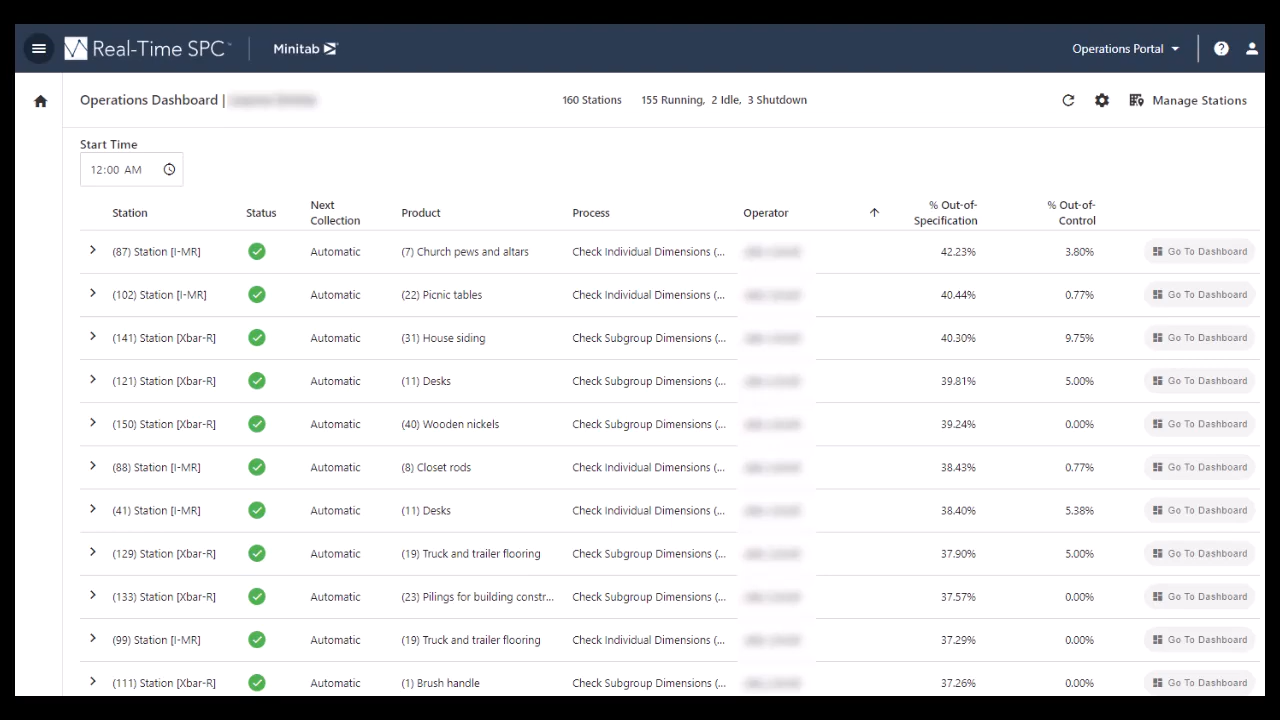 Real-Time SPC™ Minitab Operations Portal
Operations Dashboard | 160 Stations 155 Running, 2 Idle, 3 Shutdown Manage Stations
Start Time
12:00 AM
Station Status Next Collection Product Process Operator % Out-of-Specification % Out-of-Control
(87) Station [I-MR] Automatic (7) Church pews and altars Check Individual Dimensions (... 42.23% 3.80% Go To Dashboard
(102) Station [I-MR] Automatic (22) Picnic tables Check Individual Dimensions (... 40.44% 0.77% Go To Dashboard
(141) Station [Xbar-R] Automatic (31) House siding Check Subgroup Dimensions (... 40.30% 9.75% Go To Dashboard
(121) Station [Xbar-R] Automatic (11) Desks Check Subgroup Dimensions (... 39.81% 5.00% Go To Dashboard
(150) Station [Xbar-R] Automatic (40) Wooden nickels Check Subgroup Dimensions (... 39.24% 0.00% Go To Dashboard
(88) Station [I-MR] Automatic (8) Closet rods Check Individual Dimensions (... 38.43% 0.77% Go To Dashboard
(41) Station [I-MR] Automatic (11) Desks Check Individual Dimensions (... 38.40% 5.38% Go To Dashboard
(129) Station [Xbar-R] Automatic (19) Truck and trailer flooring Check Subgroup Dimensions (... 37.90% 5.00% Go To Dashboard
(133) Station [Xbar-R] Automatic (23) Pilings for building constr... Check Subgroup Dimensions (... 37.57% 0.00% Go To Dashboard
(99) Station [I-MR] Automatic (19) Truck and trailer flooring Check Individual Dimensions (... 37.29% 0.00% Go To Dashboard
(111) Station [Xbar-R] Automatic (1) Brush handle Check Subgroup Dimensions (... 37.26% 0.00% Go To Dashboard